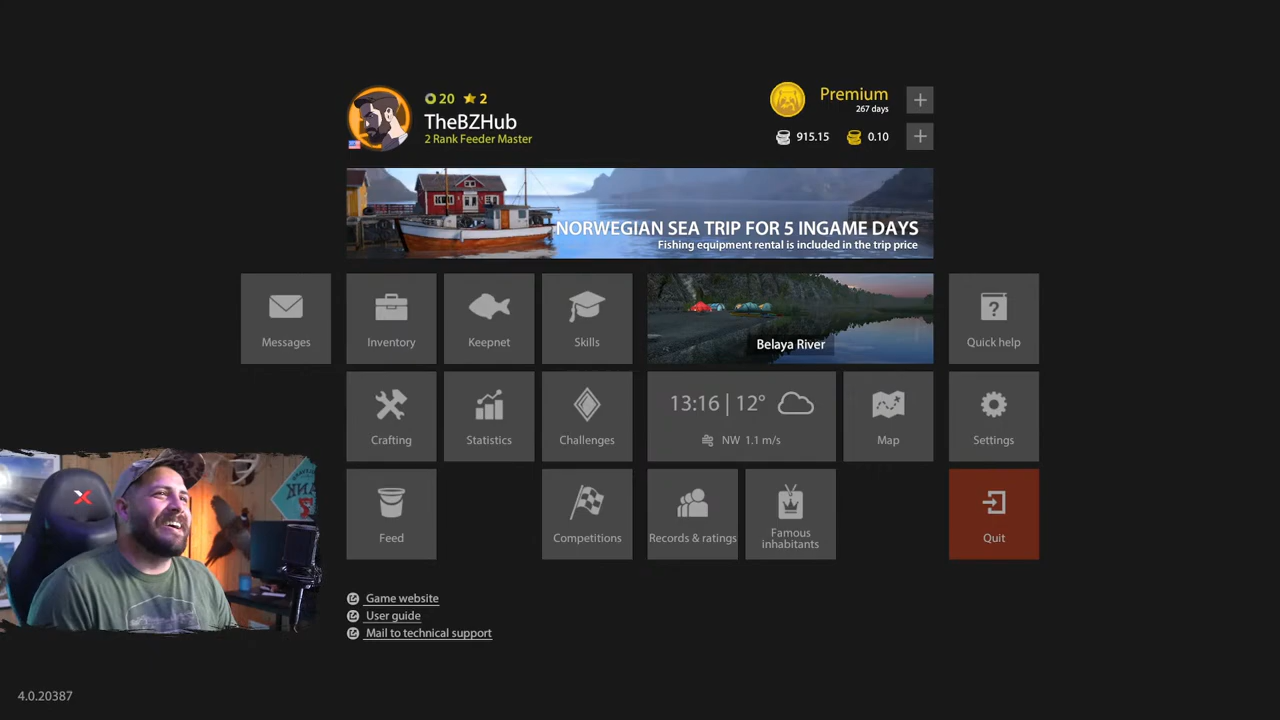 20 2
TheBZHub
2 Rank Feeder Master
Premium
267 days
915.15 0.10
NORWEGIAN SEA TRIP FOR 5 INGAME DAYS
Fishing equipment rental is included in the trip price
Messages
Inventory
Keepnet
Skills
Belaya River
Quick help
Crafting
Statistics
Challenges
13:16 | 12°
NW 1.1 m/s
Map
Settings
Feed
Competitions
Records & ratings
Famous
inhabitants
Quit
Game website
User guide
Mail to technical support
4.0.20387